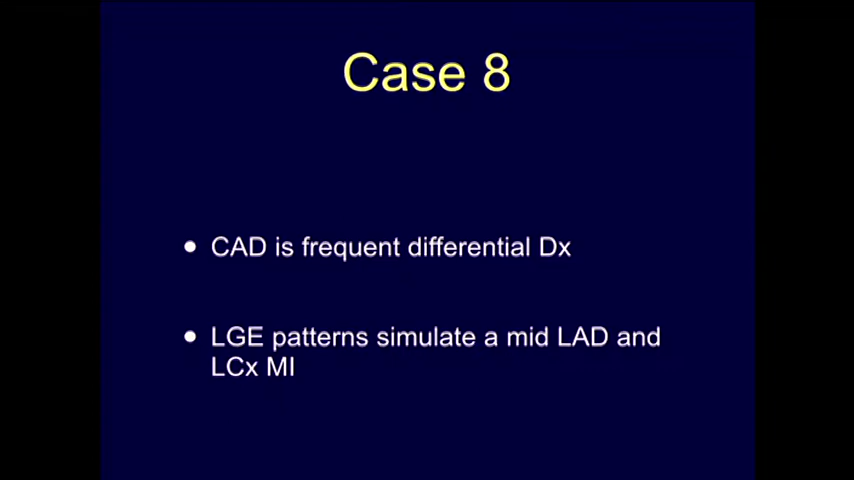 Case 8
• CAD is frequent differential Dx
• LGE patterns simulate a mid LAD and
LCx MI